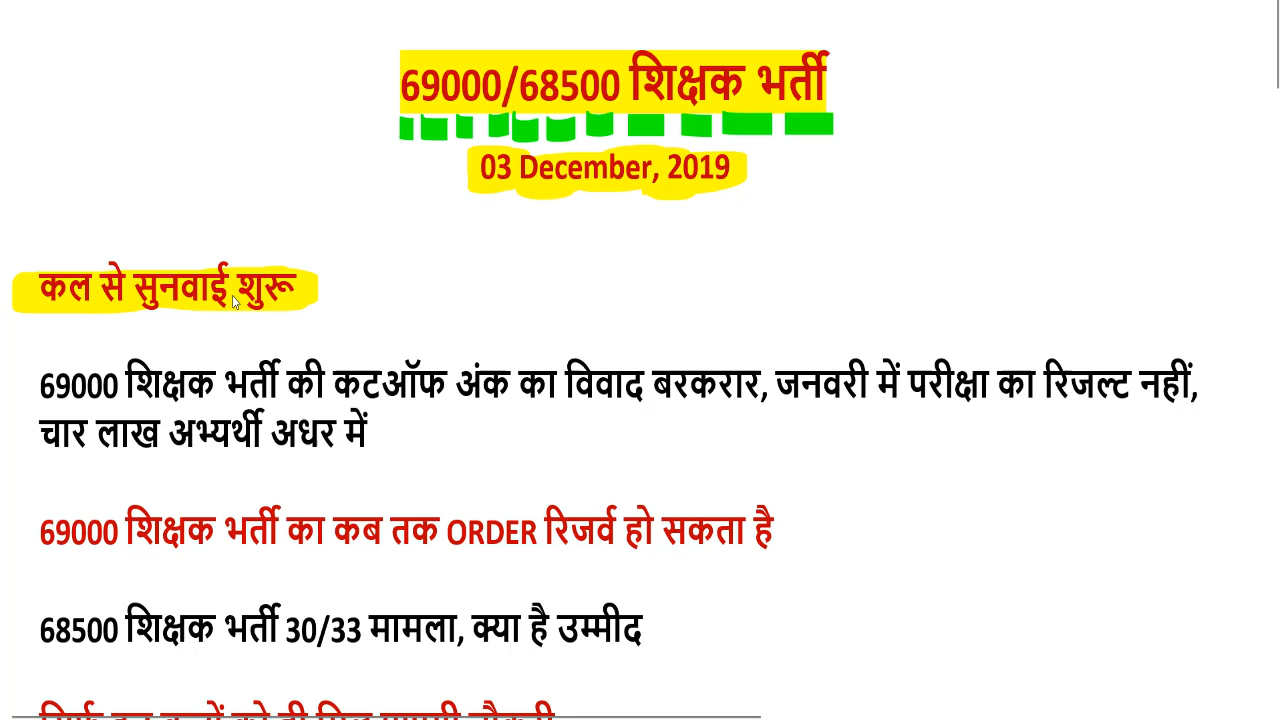 69000/68500 शिक्षक भर्ती
03 December, 2019
कल से सुनवाई शुरू
69000 शिक्षक भर्ती की कटऑफ अंक का विवाद बरकरार, जनवरी में परीक्षा का रिजल्ट नहीं,
चार लाख अभ्यर्थी अधर में
69000 शिक्षक भर्ती का कब तक ORDER रिजर्व हो सकता है
68500 शिक्षक भर्ती 30/33 मामला, क्या है उम्मीद